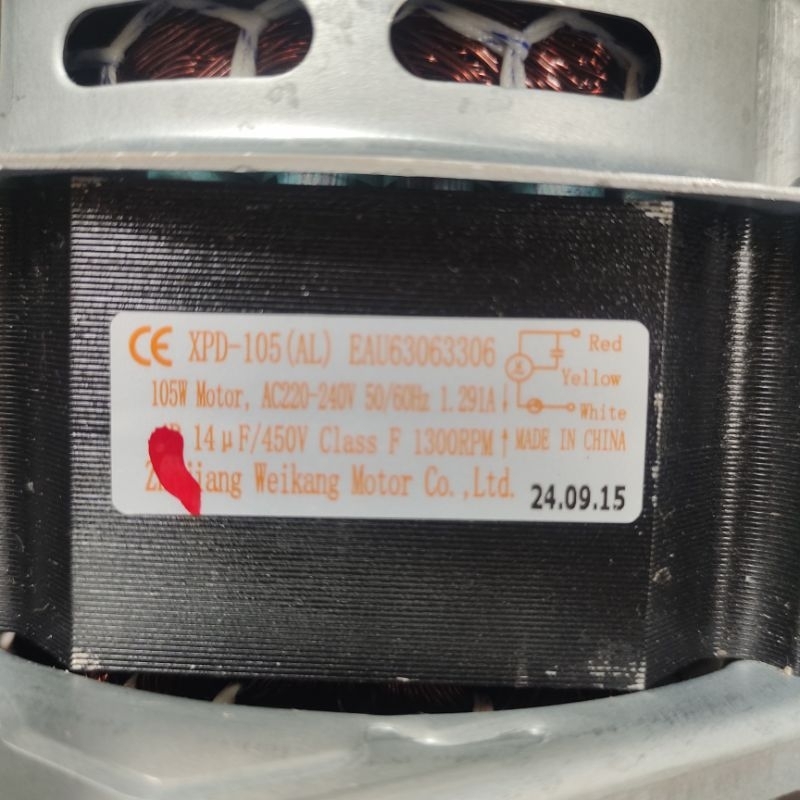 CE XPD-105(AL) EAU63063306
105W Motor, AC220-240V 50/60Hz 1.291A↓
14μF/450V Class F 1300RPM↑ MADE IN CHINA
Weikang Motor Co.,Ltd.
24.09.15
Red
Yellow
White